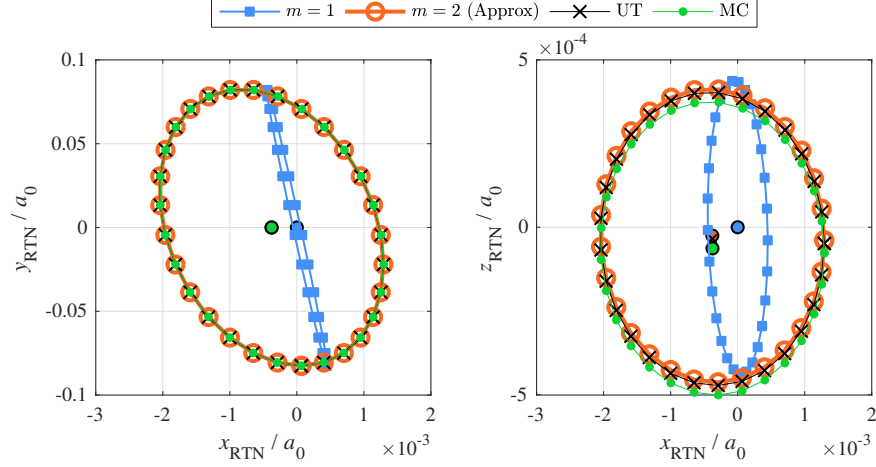 m = 1 m = 2 (Approx) UT MC
0.1
0.05
0
-0.05
-0.1
y_RTN / a_0
-3 -2 -1 0 1 2
×10^-3
x_RTN / a_0
×10^-4
5
0
-5
z_RTN / a_0
-3 -2 -1 0 1 2
×10^-3
x_RTN / a_0